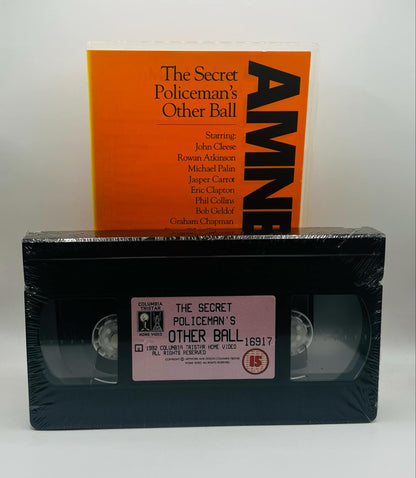 The Secret
Policeman's
Other Ball
AMNE
Starring:
John Cleese
Rowan Atkinson
Michael Palin
Jasper Carrot
Eric Clapton
Phil Collins
Bob Geldof
Graham Chapman
COLUMBIA
TRISTAR
HOME VIDEO
THE SECRET
POLICEMAN'S
OTHER BALL
16917
© 1992 COLUMBIA TRISTAR HOME VIDEO
ALL RIGHTS RESERVED
15